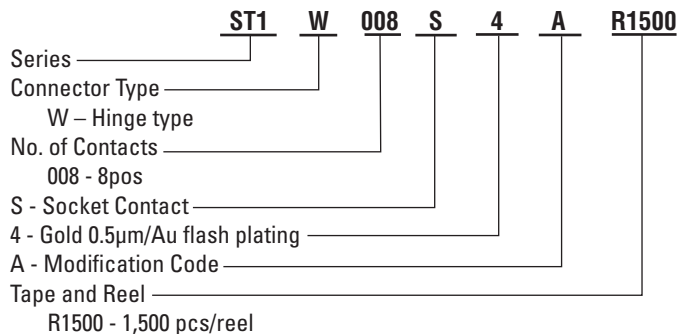 ST1 W 008 S 4 A R1500
Series
Connector Type
W – Hinge type
No. of Contacts
008 - 8pos
S - Socket Contact
4 - Gold 0.5µm/Au flash plating
A - Modification Code
Tape and Reel
R1500 - 1,500 pcs/reel